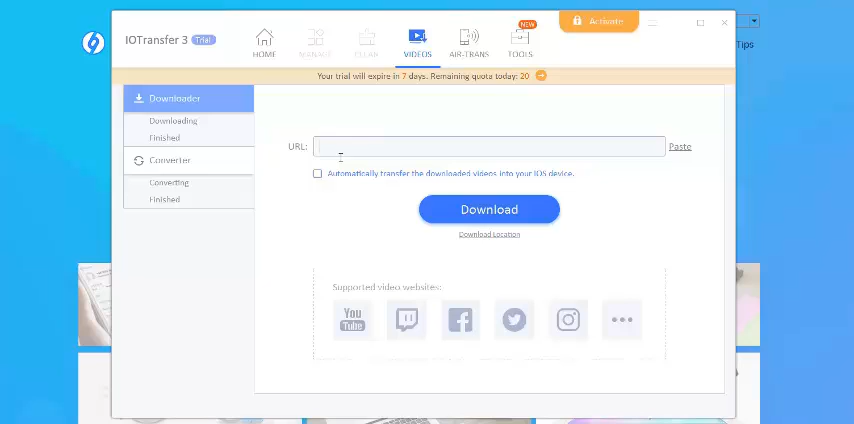 IOTransfer 3 Trial
Activate
NEW
HOME
MANAGE
CLEAN
VIDEOS
AIR-TRANS
TOOLS
Tips
Your trial will expire in 7 days. Remaining quota today: 20
Downloader
Downloading
Finished
Converter
Converting
Finished
URL:
Paste
Automatically transfer the downloaded videos into your iOS device.
Download
Download Location
Supported video websites:
You
Tube